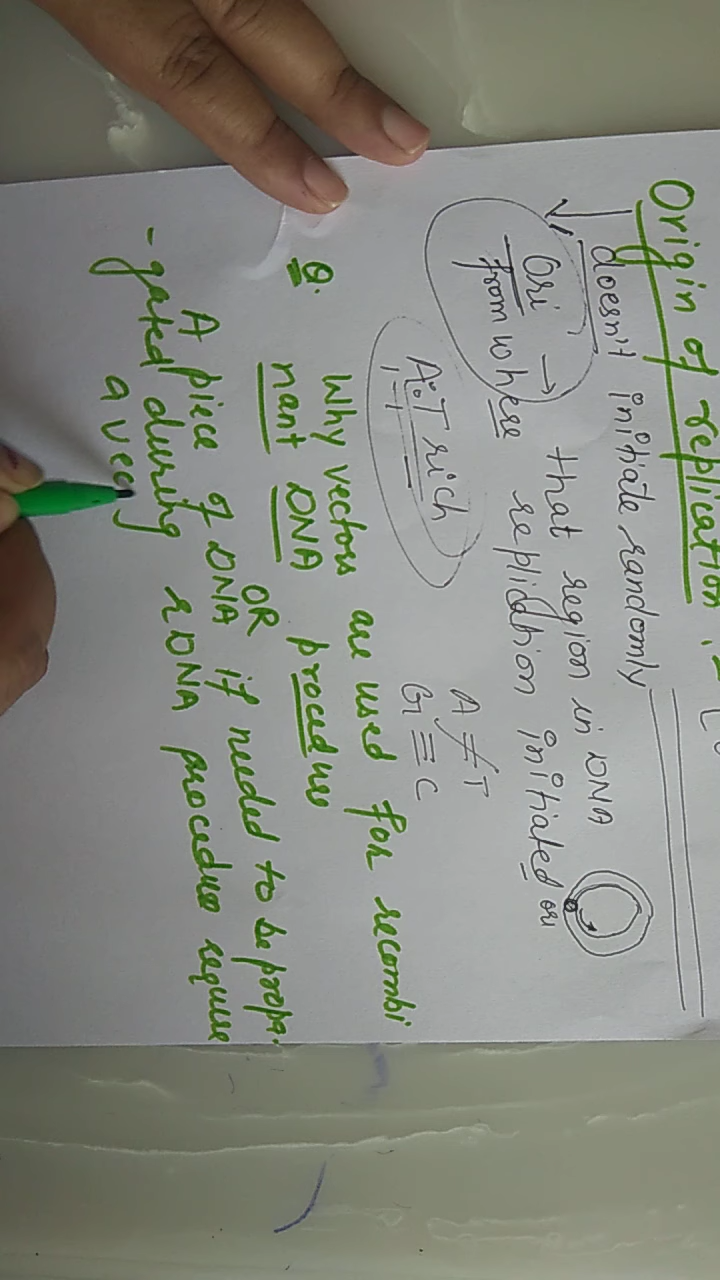 Origin of replication :-
doesn't initiate randomly
Ori → that region in DNA
from where replication initiated ori
A=T rich
A=T
G≡C
Q. Why vectors are used for recombi
nant DNA procedure
OR
A piece of DNA if needed to be propa-
-gated during rDNA procedure require
a vec